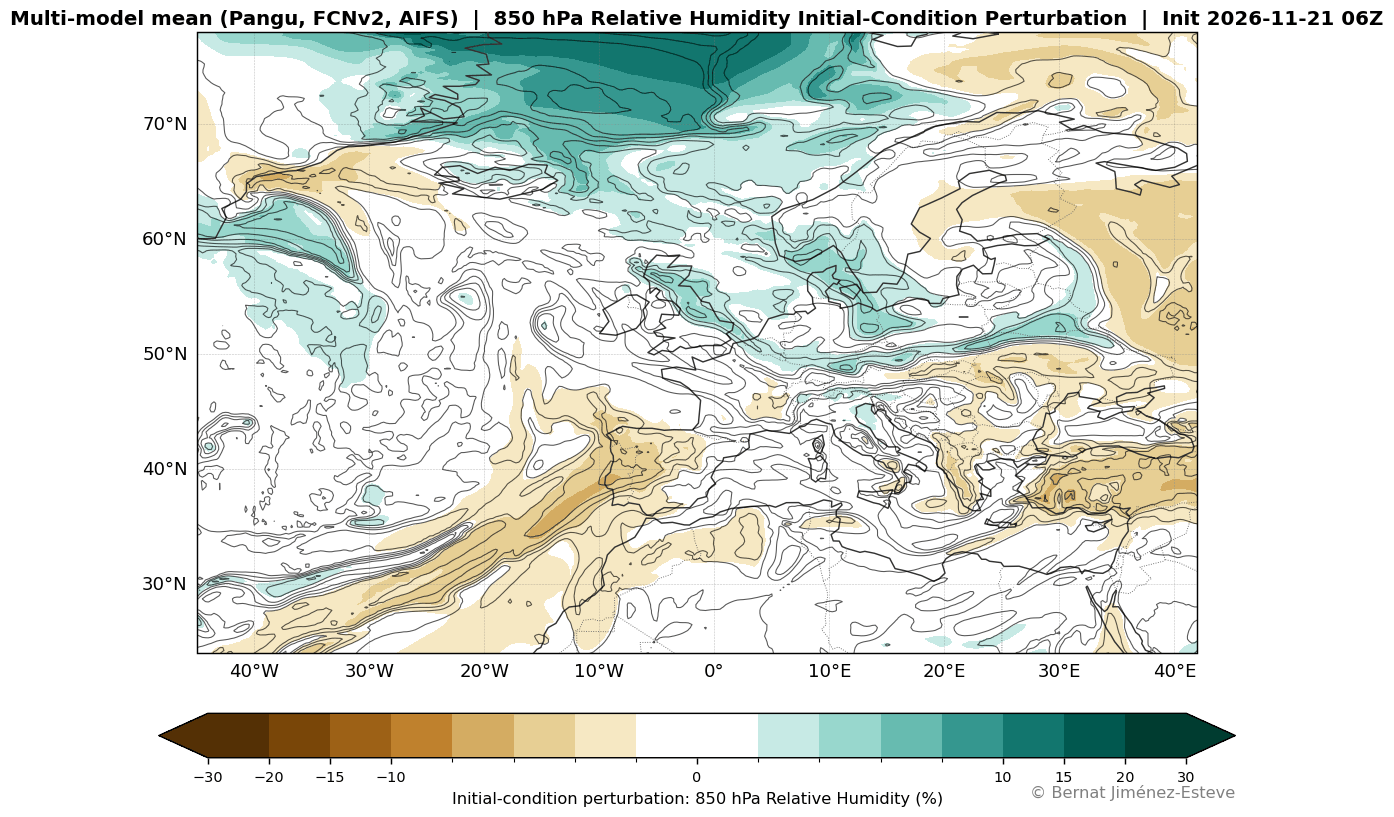 Multi-model mean (Pangu, FCNv2, AIFS)  |  850 hPa Relative Humidity Initial-Condition Perturbation  |  Init 2026-11-21 06Z
70°N
60°N
50°N
40°N
30°N
40°W 30°W 20°W 10°W 0° 10°E 20°E 30°E 40°E
−30 −20 −15 −10 0 10 15 20 30
Initial-condition perturbation: 850 hPa Relative Humidity (%)
© Bernat Jiménez-Esteve